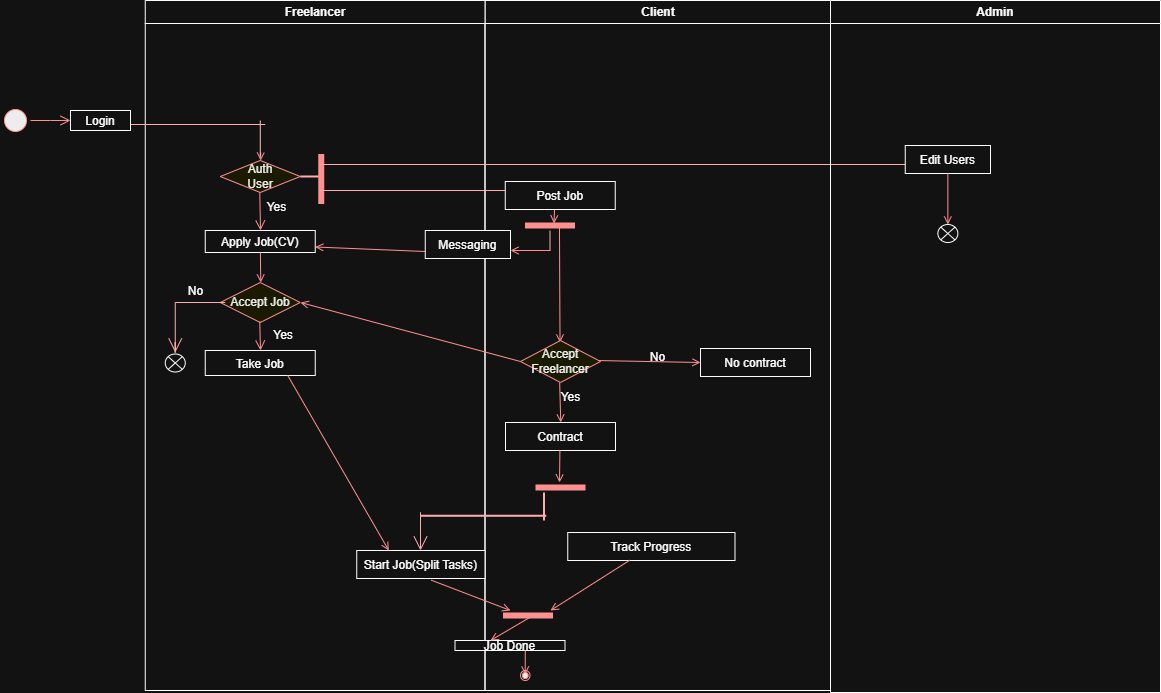 Freelancer
Client
Admin
Login
Auth
User
Edit Users
Yes
Post Job
Apply Job(CV)
Messaging
No
Accept Job
Yes
Take Job
Accept
Freelancer
No
No contract
Yes
Contract
Track Progress
Start Job(Split Tasks)
Job Done